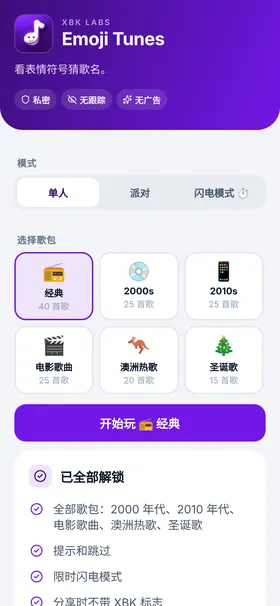 XBK LABS
Emoji Tunes
看表情符号猜歌名。
私密
无跟踪
无广告
模式
单人
派对
闪电模式 ⏱️
选择歌包
经典
40 首歌
2000s
25 首歌
2010s
25 首歌
电影歌曲
25 首歌
澳洲热歌
20 首歌
圣诞歌
15 首歌
开始玩 📻 经典
已全部解锁
全部歌包：2000 年代、2010 年代、
电影歌曲、澳洲热歌、圣诞歌
提示和跳过
限时闪电模式
分享时不带 XBK 标志